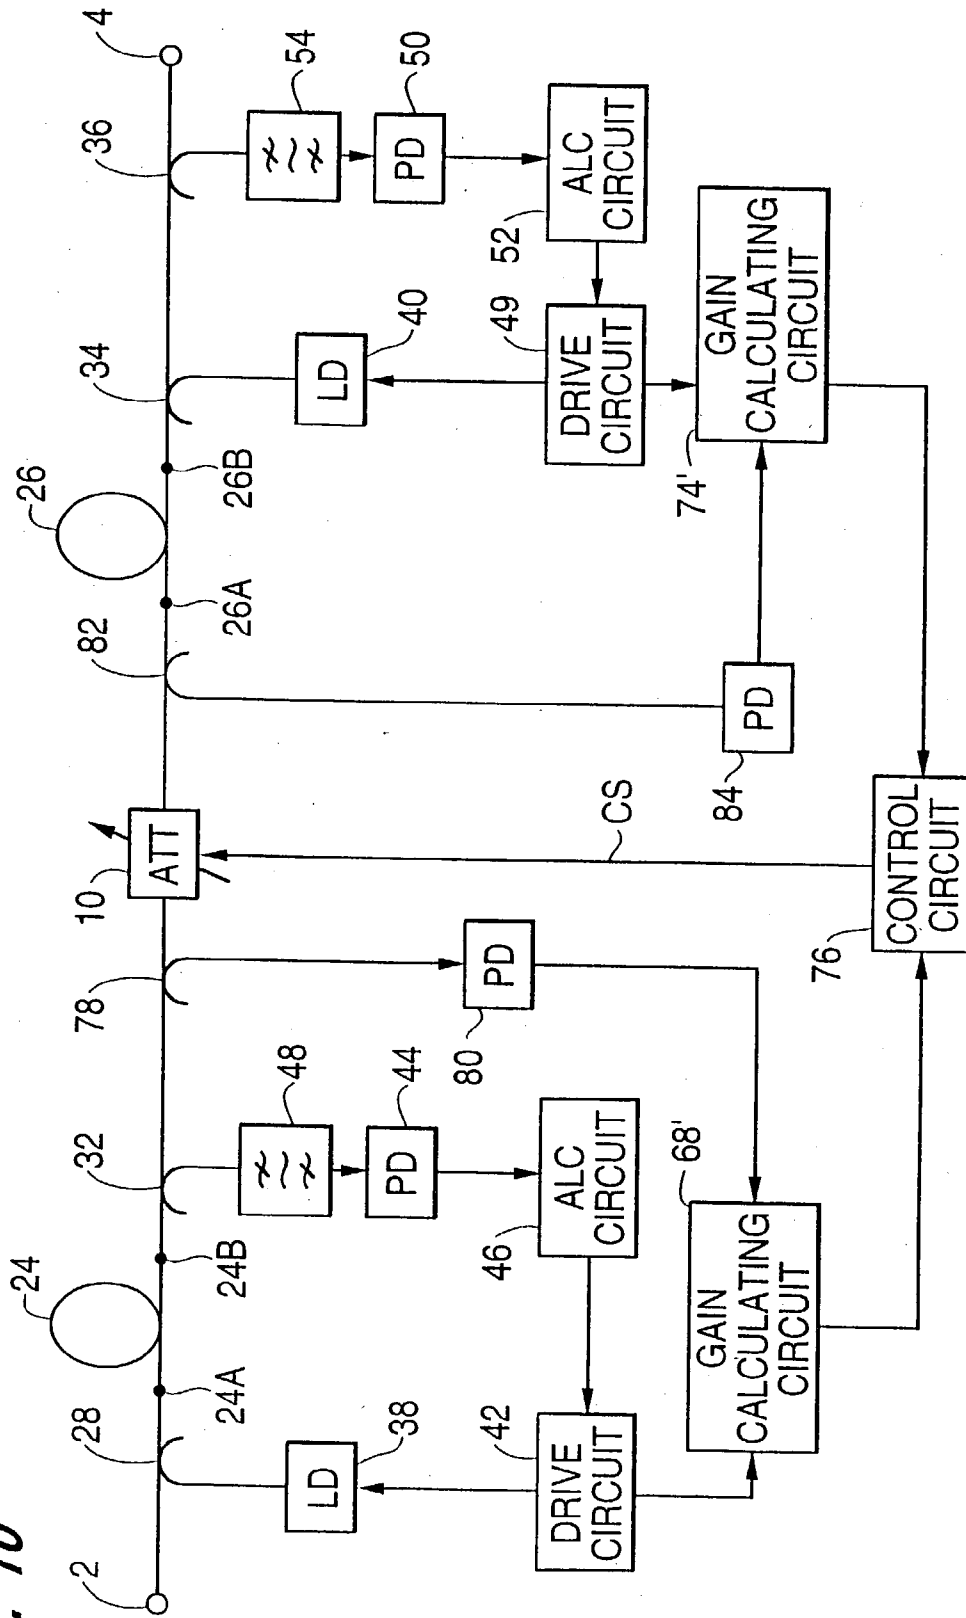 10
2
28
24A
24
24B
32
78
10
ATT
82
26A
26
26B
34
36
4
LD
38
48
PD
44
PD
80
CS
LD
40
54
PD
50
DRIVE
CIRCUIT
42
ALC
CIRCUIT
46
PD
84
DRIVE
CIRCUIT
49
ALC
CIRCUIT
52
GAIN
CALCULATING
CIRCUIT
68'
GAIN
CALCULATING
CIRCUIT
74'
CONTROL
CIRCUIT
76